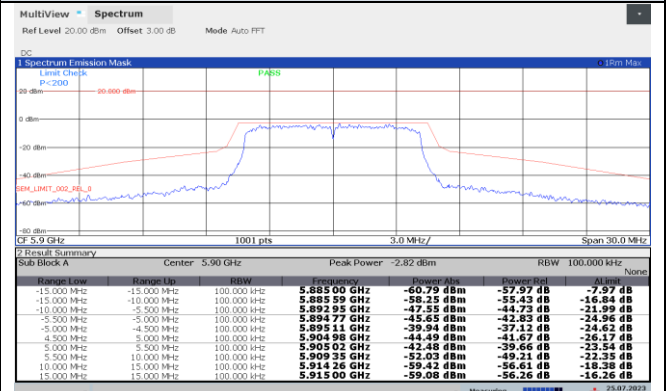 MultiView Spectrum
Ref Level 20.00 dBm Offset 3.00 dB Mode Auto FFT
DC
1 Spectrum Emission Mask 1Rm Max
Limit Check PASS
P<200
20 dBm 20.000 dBm
0 dBm
-20 dBm
-40 dBm
SEM_LIMIT_002_REL_0
-60 dBm
-80 dBm
CF 5.9 GHz 1001 pts 3.0 MHz/ Span 30.0 MHz
2 Result Summary
Sub Block A Center 5.90 GHz Peak Power -2.82 dBm RBW 100.000 kHz
None
Range Low Range Up RBW Frequency Power Abs Power Rel ΔLimit
-15.000 MHz -15.000 MHz 100.000 kHz 5.885 00 GHz -60.79 dBm -57.97 dB -7.97 dB
-15.000 MHz -10.000 MHz 100.000 kHz 5.885 59 GHz -58.25 dBm -55.43 dB -16.84 dB
-10.000 MHz -5.500 MHz 100.000 kHz 5.892 95 GHz -47.55 dBm -44.73 dB -21.99 dB
-5.500 MHz -5.000 MHz 100.000 kHz 5.894 77 GHz -45.65 dBm -42.83 dB -24.96 dB
-5.000 MHz -4.500 MHz 100.000 kHz 5.895 11 GHz -39.94 dBm -37.12 dB -24.62 dB
4.500 MHz 5.000 MHz 100.000 kHz 5.904 98 GHz -44.49 dBm -41.67 dB -26.17 dB
5.000 MHz 5.500 MHz 100.000 kHz 5.905 02 GHz -42.48 dBm -39.66 dB -23.54 dB
5.500 MHz 10.000 MHz 100.000 kHz 5.909 35 GHz -52.03 dBm -49.21 dB -22.35 dB
10.000 MHz 15.000 MHz 100.000 kHz 5.914 26 GHz -59.42 dBm -56.61 dB -18.38 dB
15.000 MHz 15.000 MHz 100.000 kHz 5.915 00 GHz -59.08 dBm -56.26 dB -16.26 dB
Measuring 25.07.2023